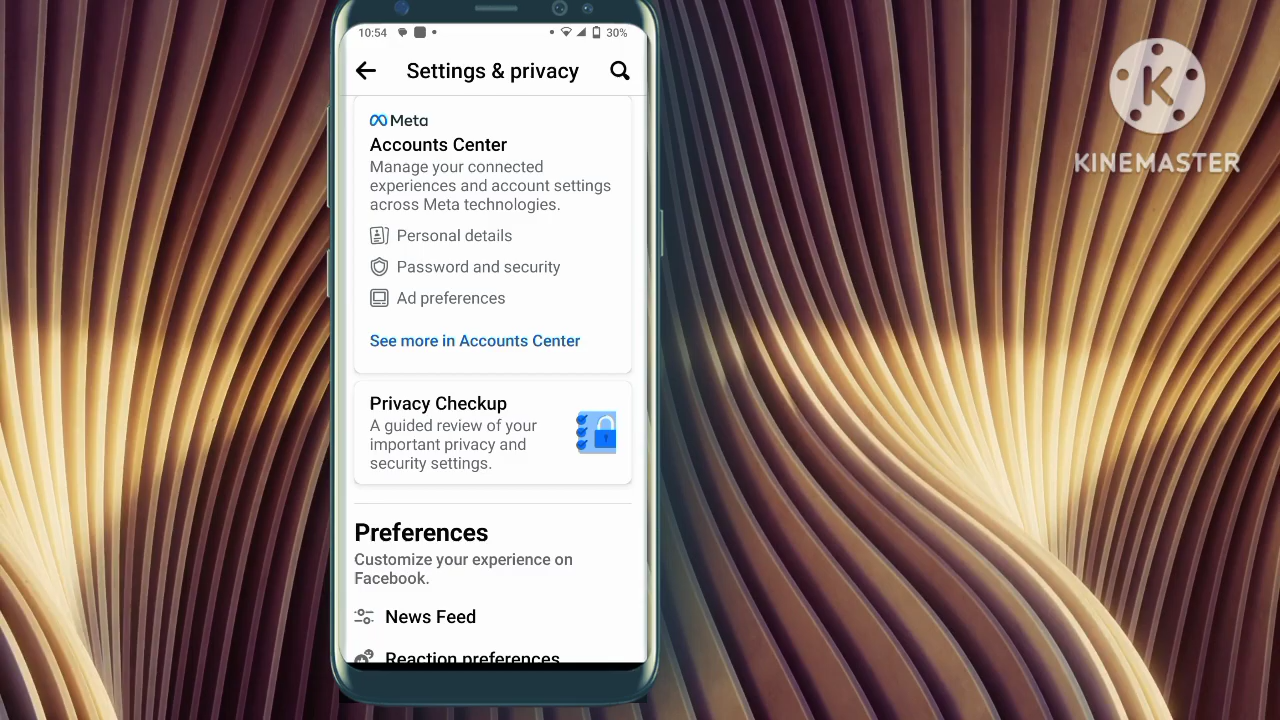 10:54
30%
Settings & privacy
Meta
Accounts Center
Manage your connected
experiences and account settings
across Meta technologies.
Personal details
Password and security
Ad preferences
See more in Accounts Center
Privacy Checkup
A guided review of your
important privacy and
security settings.
Preferences
Customize your experience on
Facebook.
News Feed
Reaction preferences
K
KINEMASTER